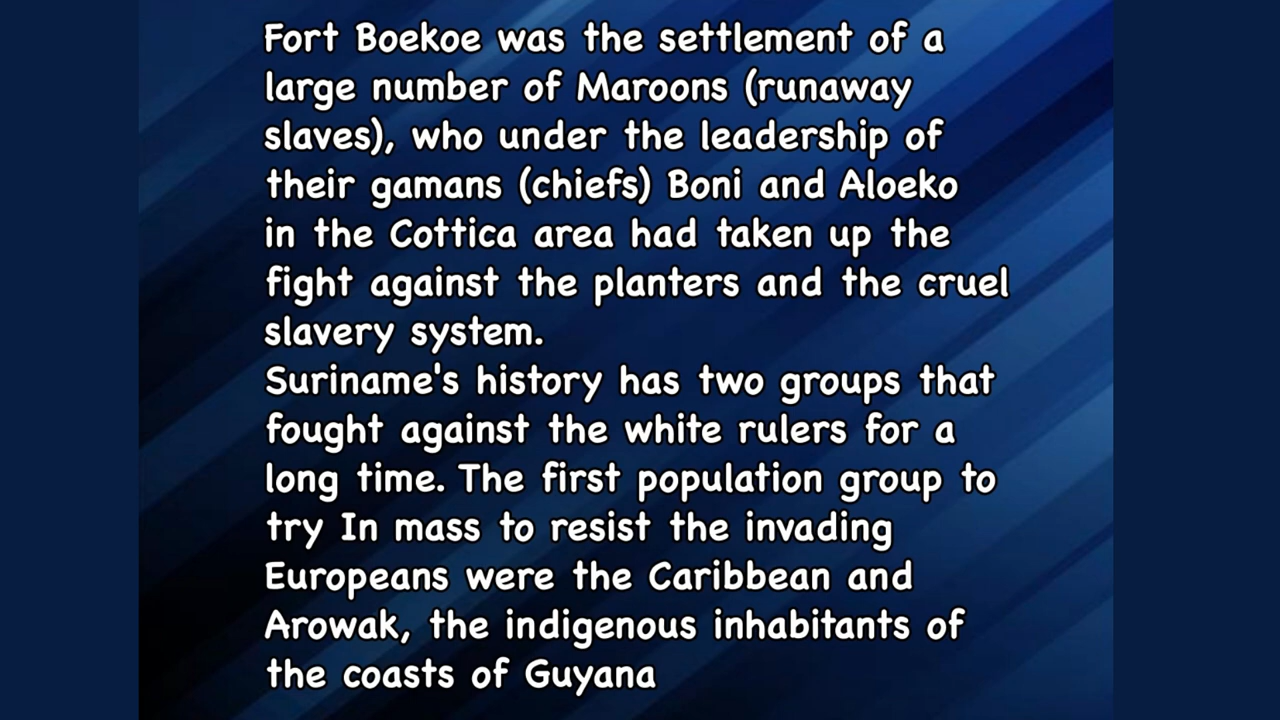 Fort Boekoe was the settlement of a
large number of Maroons (runaway
slaves), who under the leadership of
their gamans (chiefs) Boni and Aloeko
in the Cottica area had taken up the
fight against the planters and the cruel
slavery system.
Suriname's history has two groups that
fought against the white rulers for a
long time. The first population group to
try In mass to resist the invading
Europeans were the Caribbean and
Arowak, the indigenous inhabitants of
the coasts of Guyana